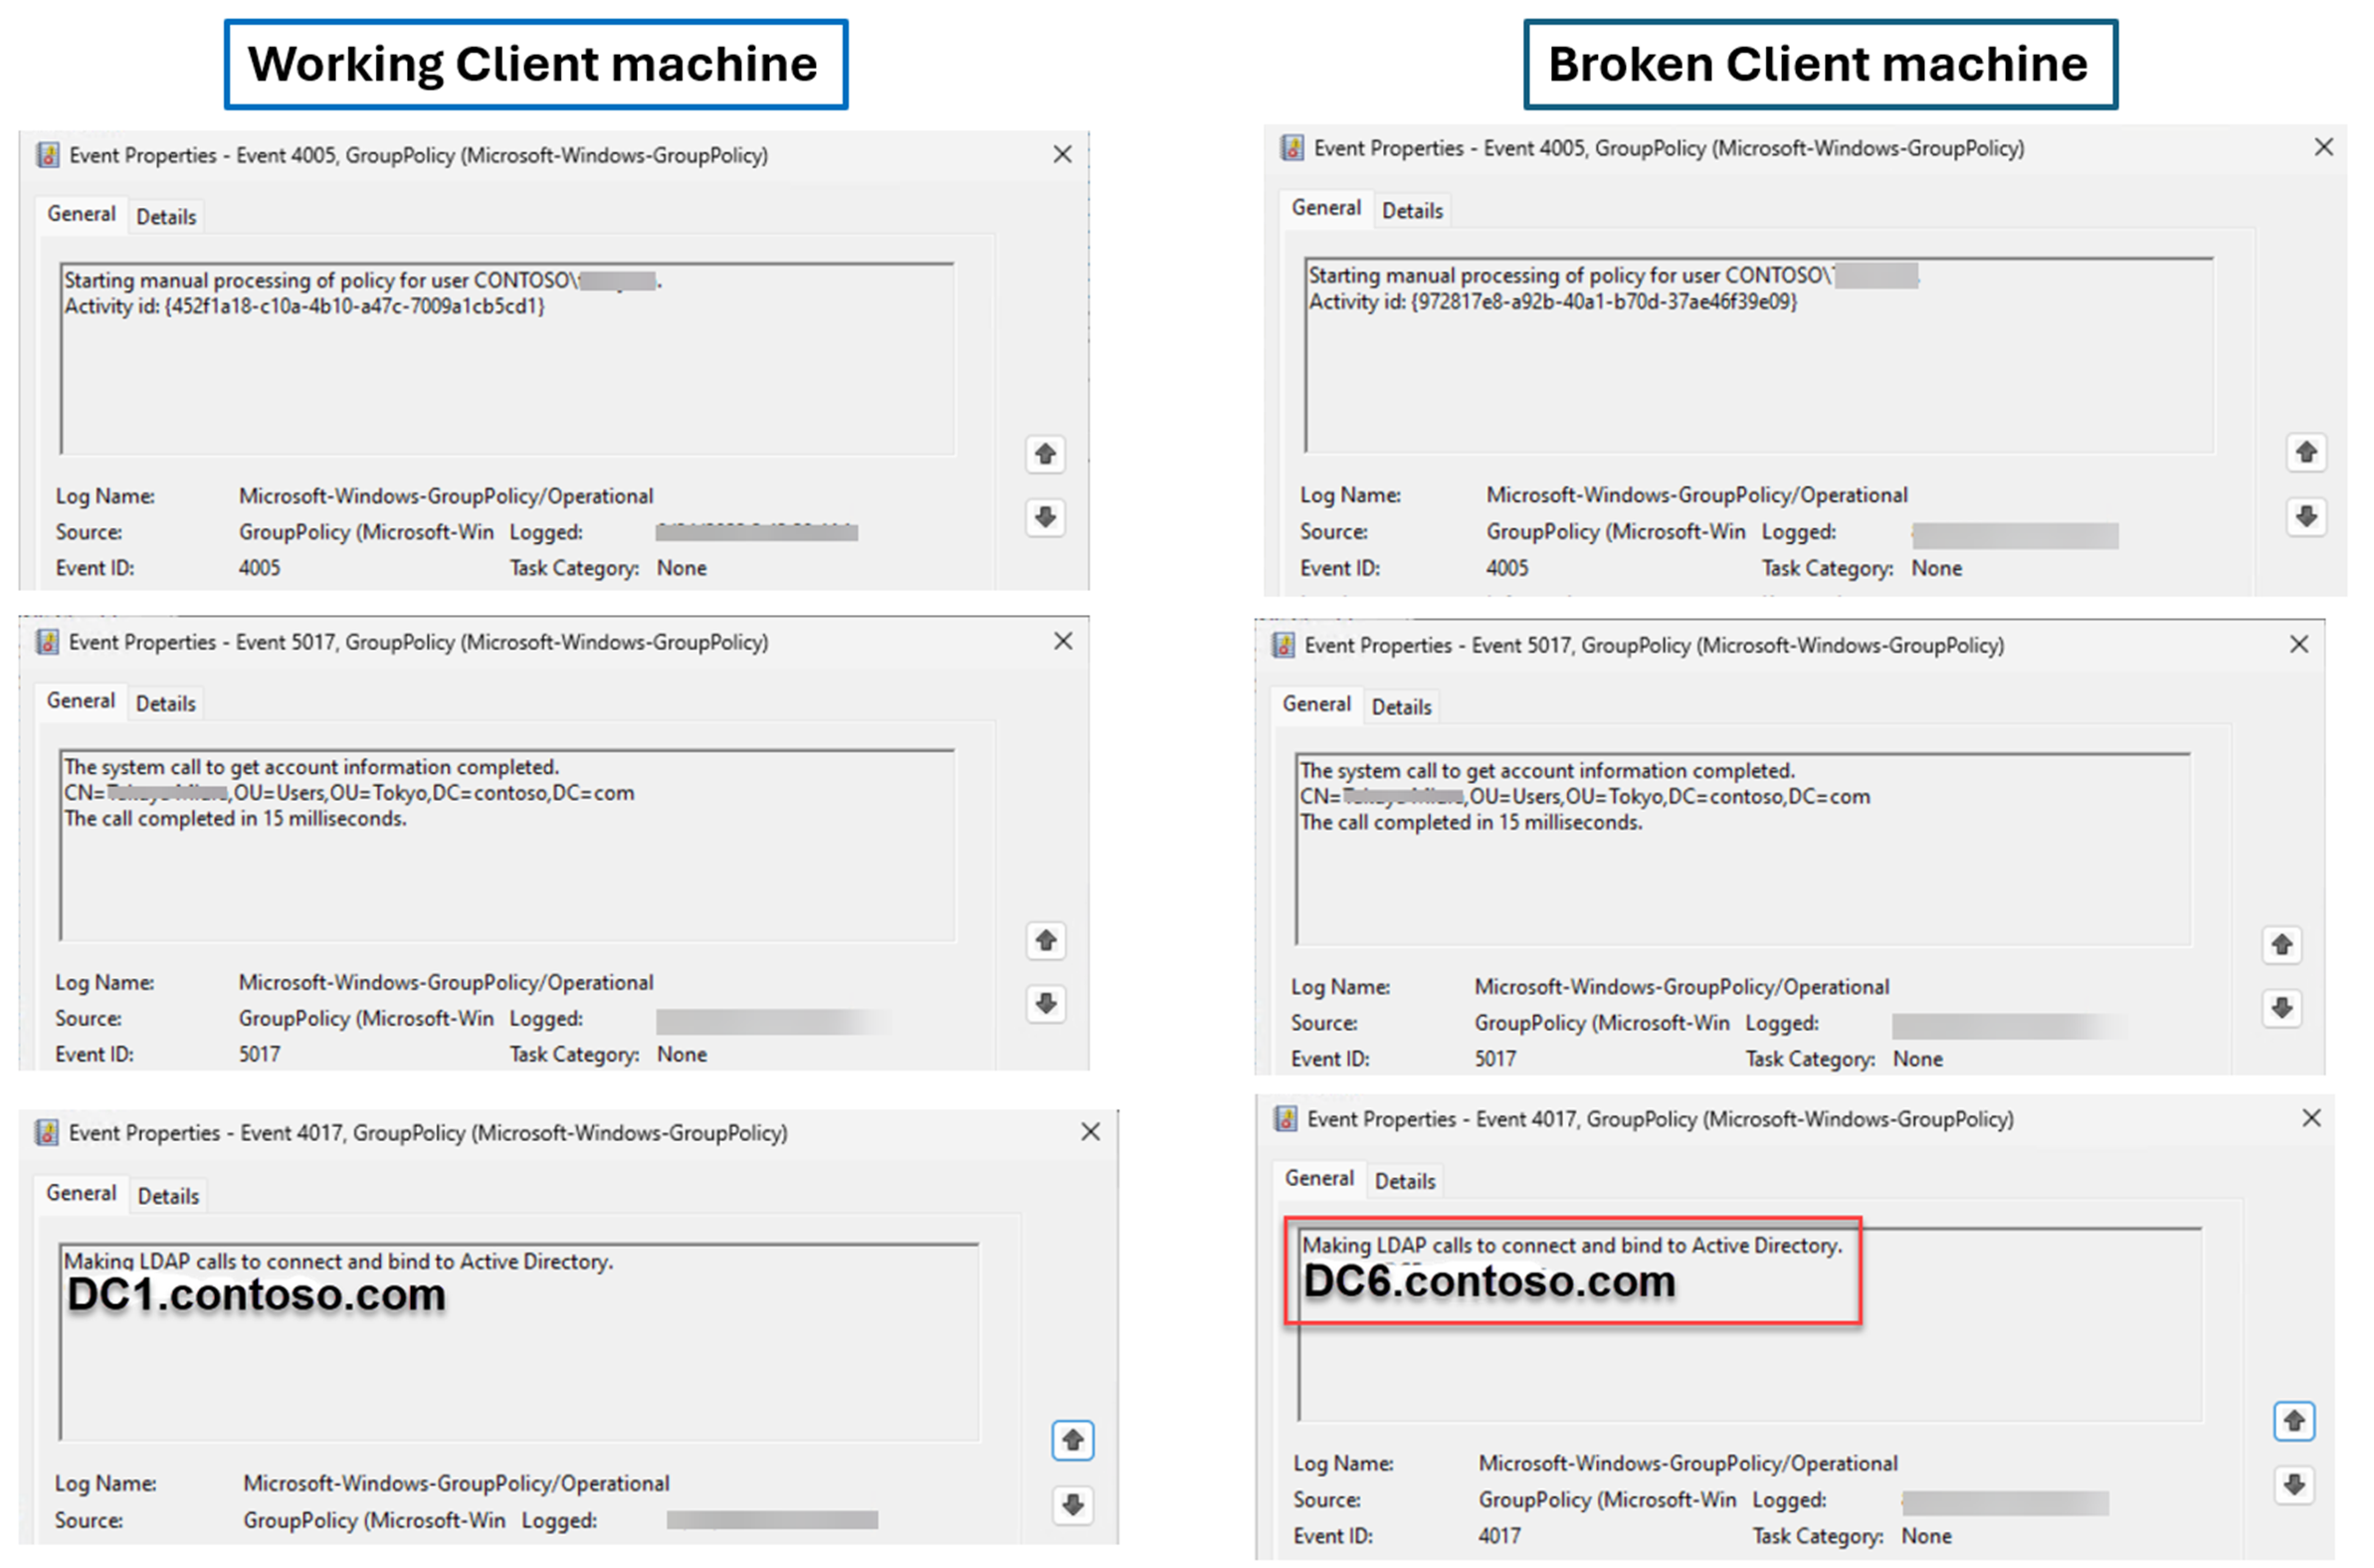 Working Client machine
Event Properties - Event 4005, GroupPolicy (Microsoft-Windows-GroupPolicy)
General Details
Starting manual processing of policy for user CONTOSO\ .
Activity id: {452f1a18-c10a-4b10-a47c-7009a1cb5cd1}
Log Name: Microsoft-Windows-GroupPolicy/Operational
Source: GroupPolicy (Microsoft-Win Logged:
Event ID: 4005 Task Category: None
Event Properties - Event 5017, GroupPolicy (Microsoft-Windows-GroupPolicy)
General Details
The system call to get account information completed.
CN= ,OU=Users,OU=Tokyo,DC=contoso,DC=com
The call completed in 15 milliseconds.
Log Name: Microsoft-Windows-GroupPolicy/Operational
Source: GroupPolicy (Microsoft-Win Logged:
Event ID: 5017 Task Category: None
Event Properties - Event 4017, GroupPolicy (Microsoft-Windows-GroupPolicy)
General Details
Making LDAP calls to connect and bind to Active Directory.
DC1.contoso.com
Log Name: Microsoft-Windows-GroupPolicy/Operational
Source: GroupPolicy (Microsoft-Win Logged:
Broken Client machine
Event Properties - Event 4005, GroupPolicy (Microsoft-Windows-GroupPolicy)
General Details
Starting manual processing of policy for user CONTOSO\
Activity id: {972817e8-a92b-40a1-b70d-37ae46f39e09}
Log Name: Microsoft-Windows-GroupPolicy/Operational
Source: GroupPolicy (Microsoft-Win Logged:
Event ID: 4005 Task Category: None
Event Properties - Event 5017, GroupPolicy (Microsoft-Windows-GroupPolicy)
General Details
The system call to get account information completed.
CN= ,OU=Users,OU=Tokyo,DC=contoso,DC=com
The call completed in 15 milliseconds.
Log Name: Microsoft-Windows-GroupPolicy/Operational
Source: GroupPolicy (Microsoft-Win Logged:
Event ID: 5017 Task Category: None
Event Properties - Event 4017, GroupPolicy (Microsoft-Windows-GroupPolicy)
General Details
Making LDAP calls to connect and bind to Active Directory.
DC6.contoso.com
Log Name: Microsoft-Windows-GroupPolicy/Operational
Source: GroupPolicy (Microsoft-Win Logged:
Event ID: 4017 Task Category: None